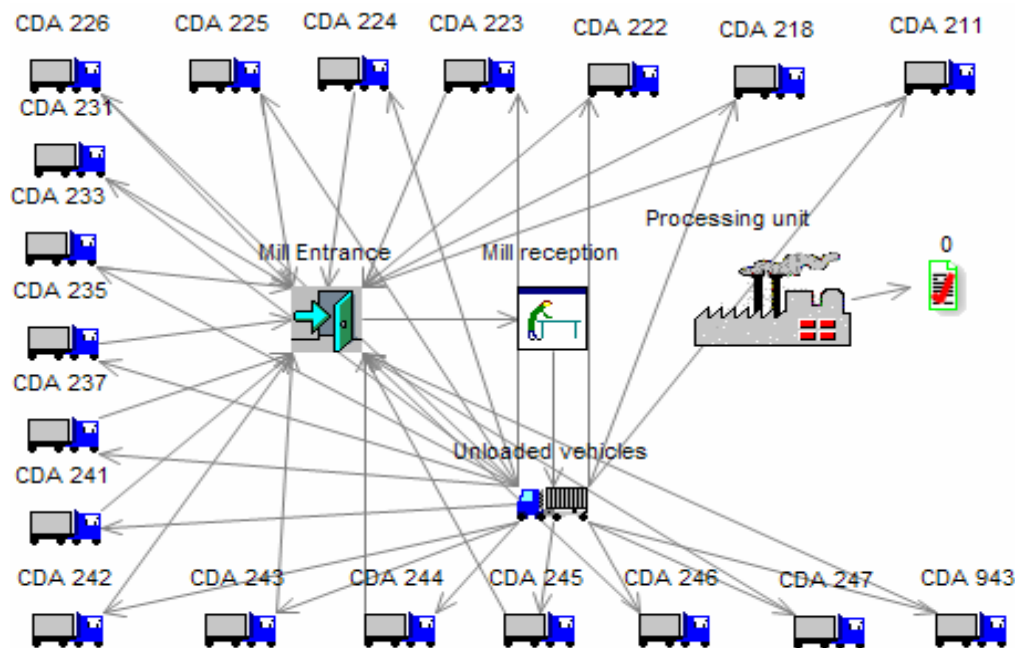 CDA 226
CDA 225
CDA 224
CDA 223
CDA 222
CDA 218
CDA 211
CDA 231
CDA 233
Processing unit
Mill Entrance
Mill reception
0
CDA 235
CDA 237
Unloaded vehicles
CDA 241
CDA 242
CDA 243
CDA 244
CDA 245
CDA 246
CDA 247
CDA 943